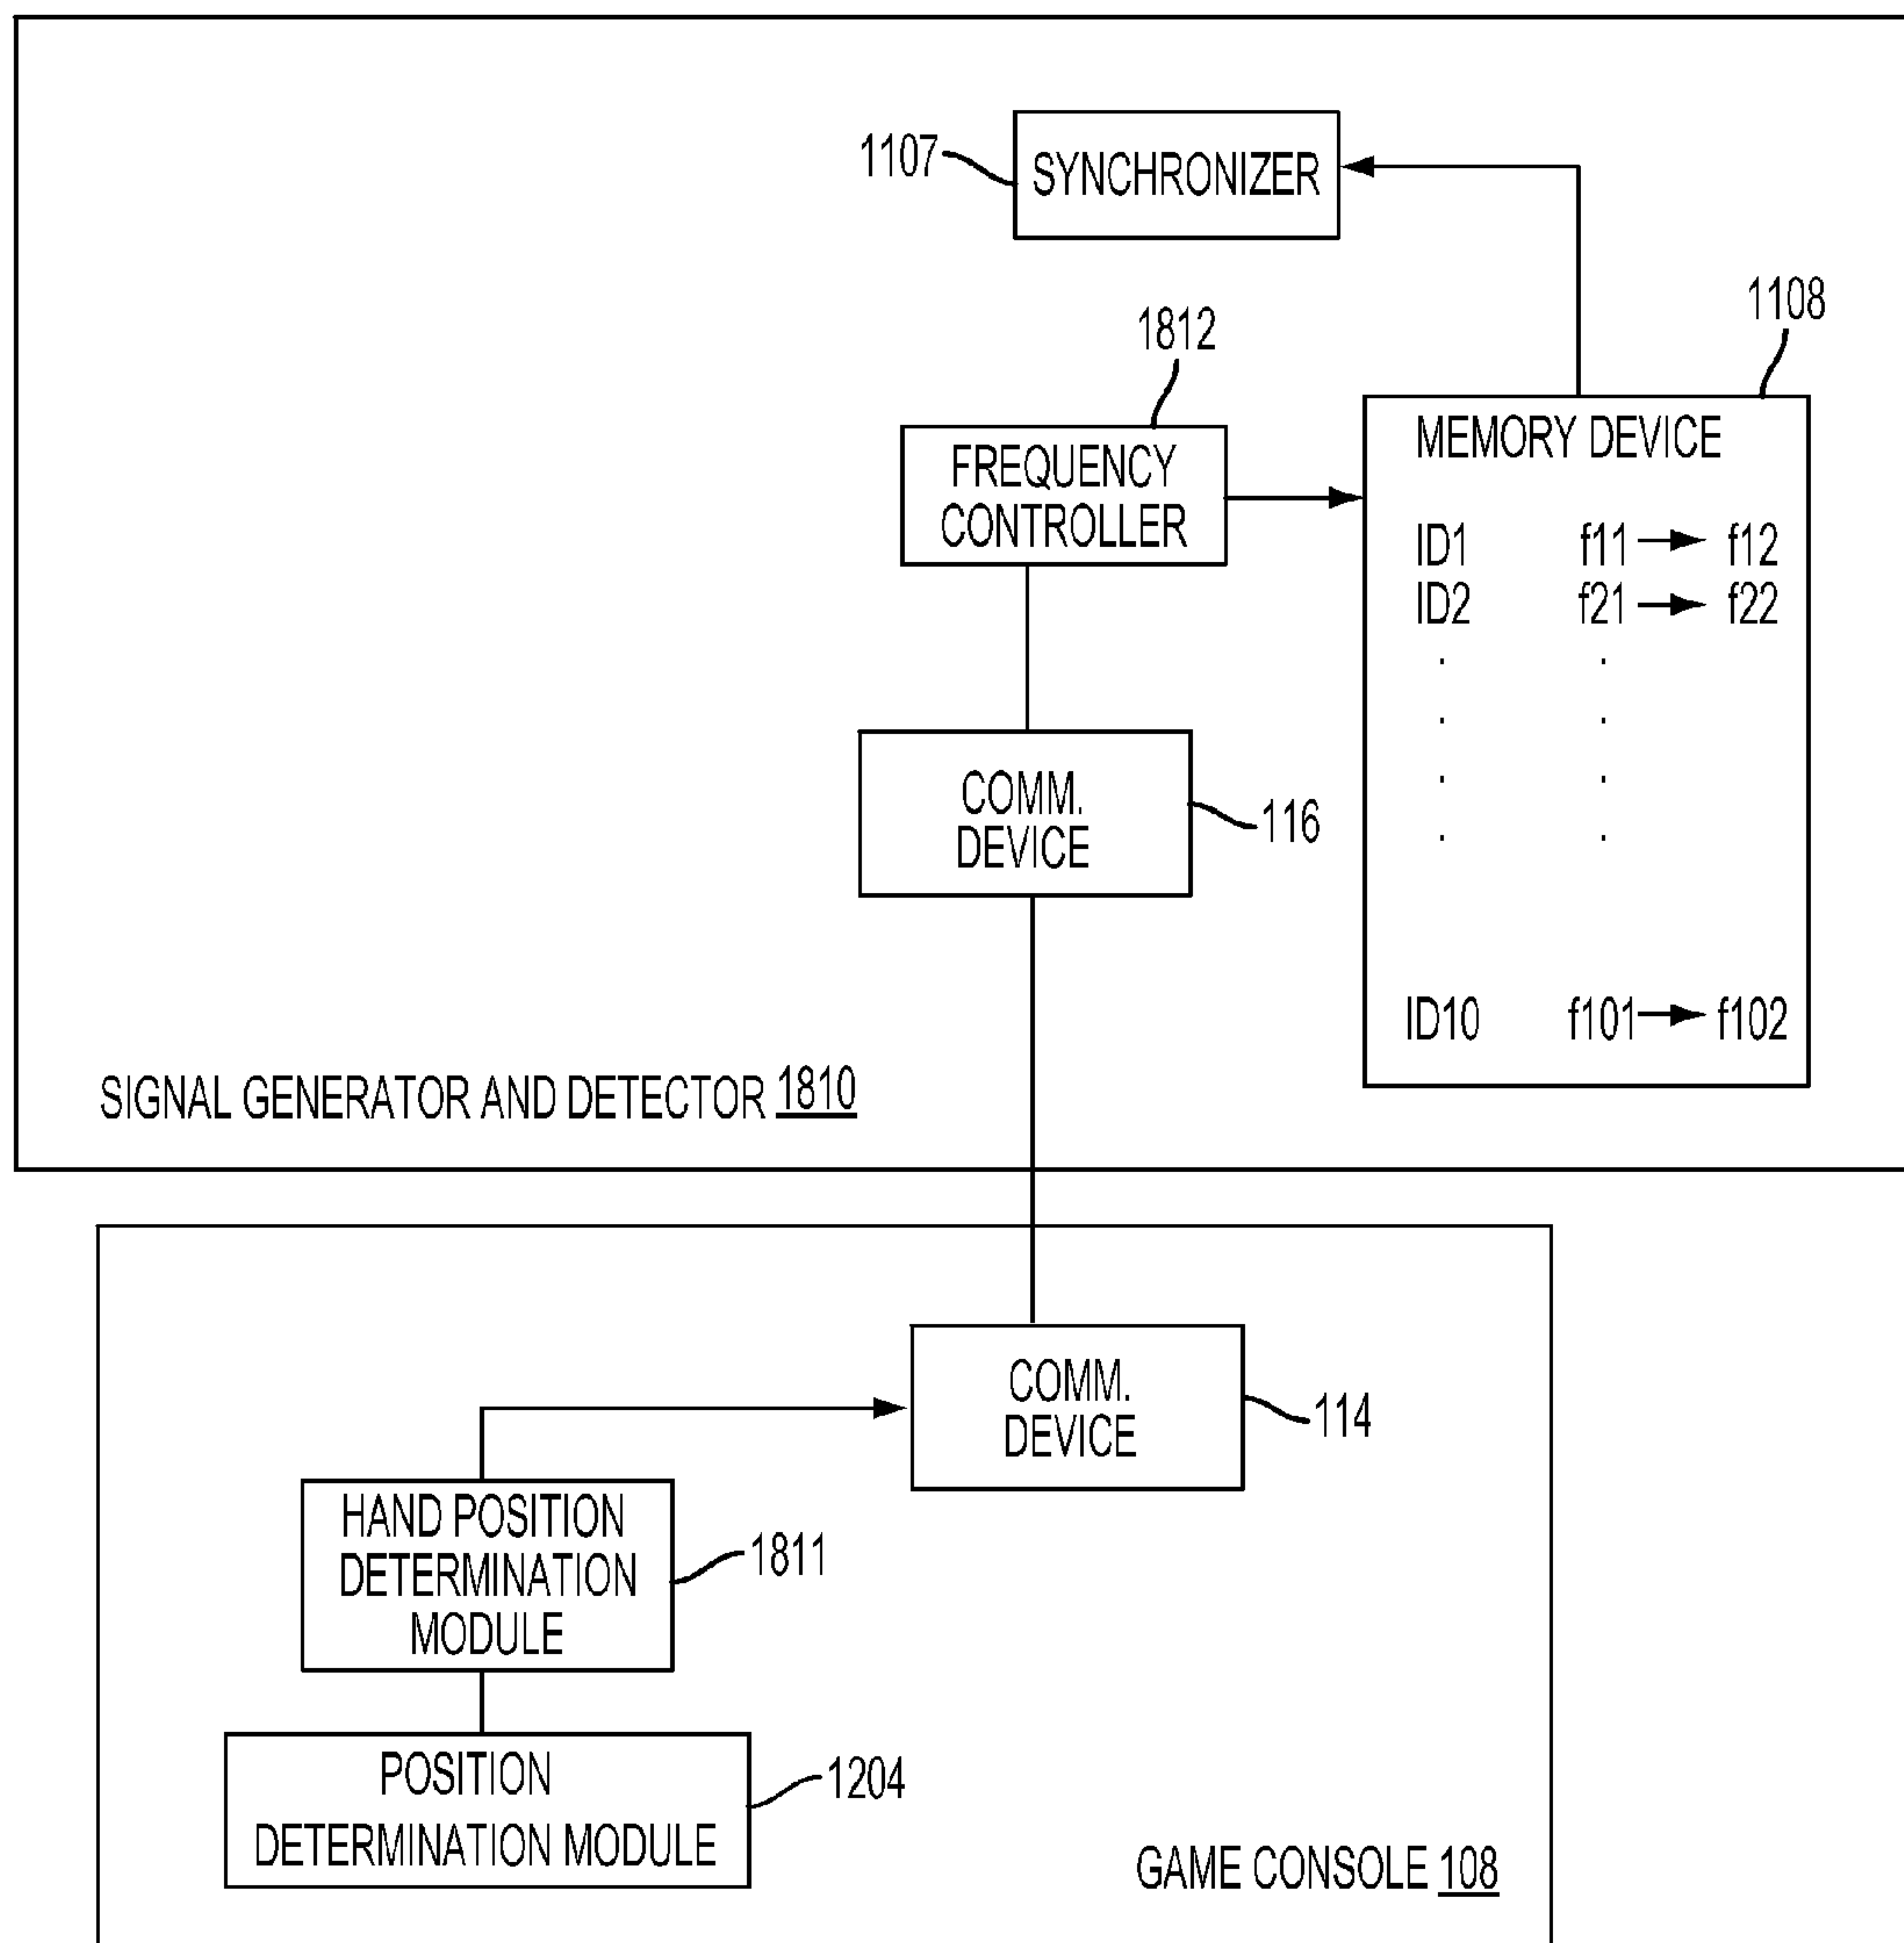 1107
SYNCHRONIZER
1108
1812
FREQUENCY
CONTROLLER
MEMORY DEVICE
ID1 f11 → f12
ID2 f21 → f22
. .
. .
. .
. .
ID10 f101 → f102
COMM.
DEVICE
116
SIGNAL GENERATOR AND DETECTOR 1810
COMM.
DEVICE
114
HAND POSITION
DETERMINATION
MODULE
1811
POSITION
DETERMINATION MODULE
1204
GAME CONSOLE 108